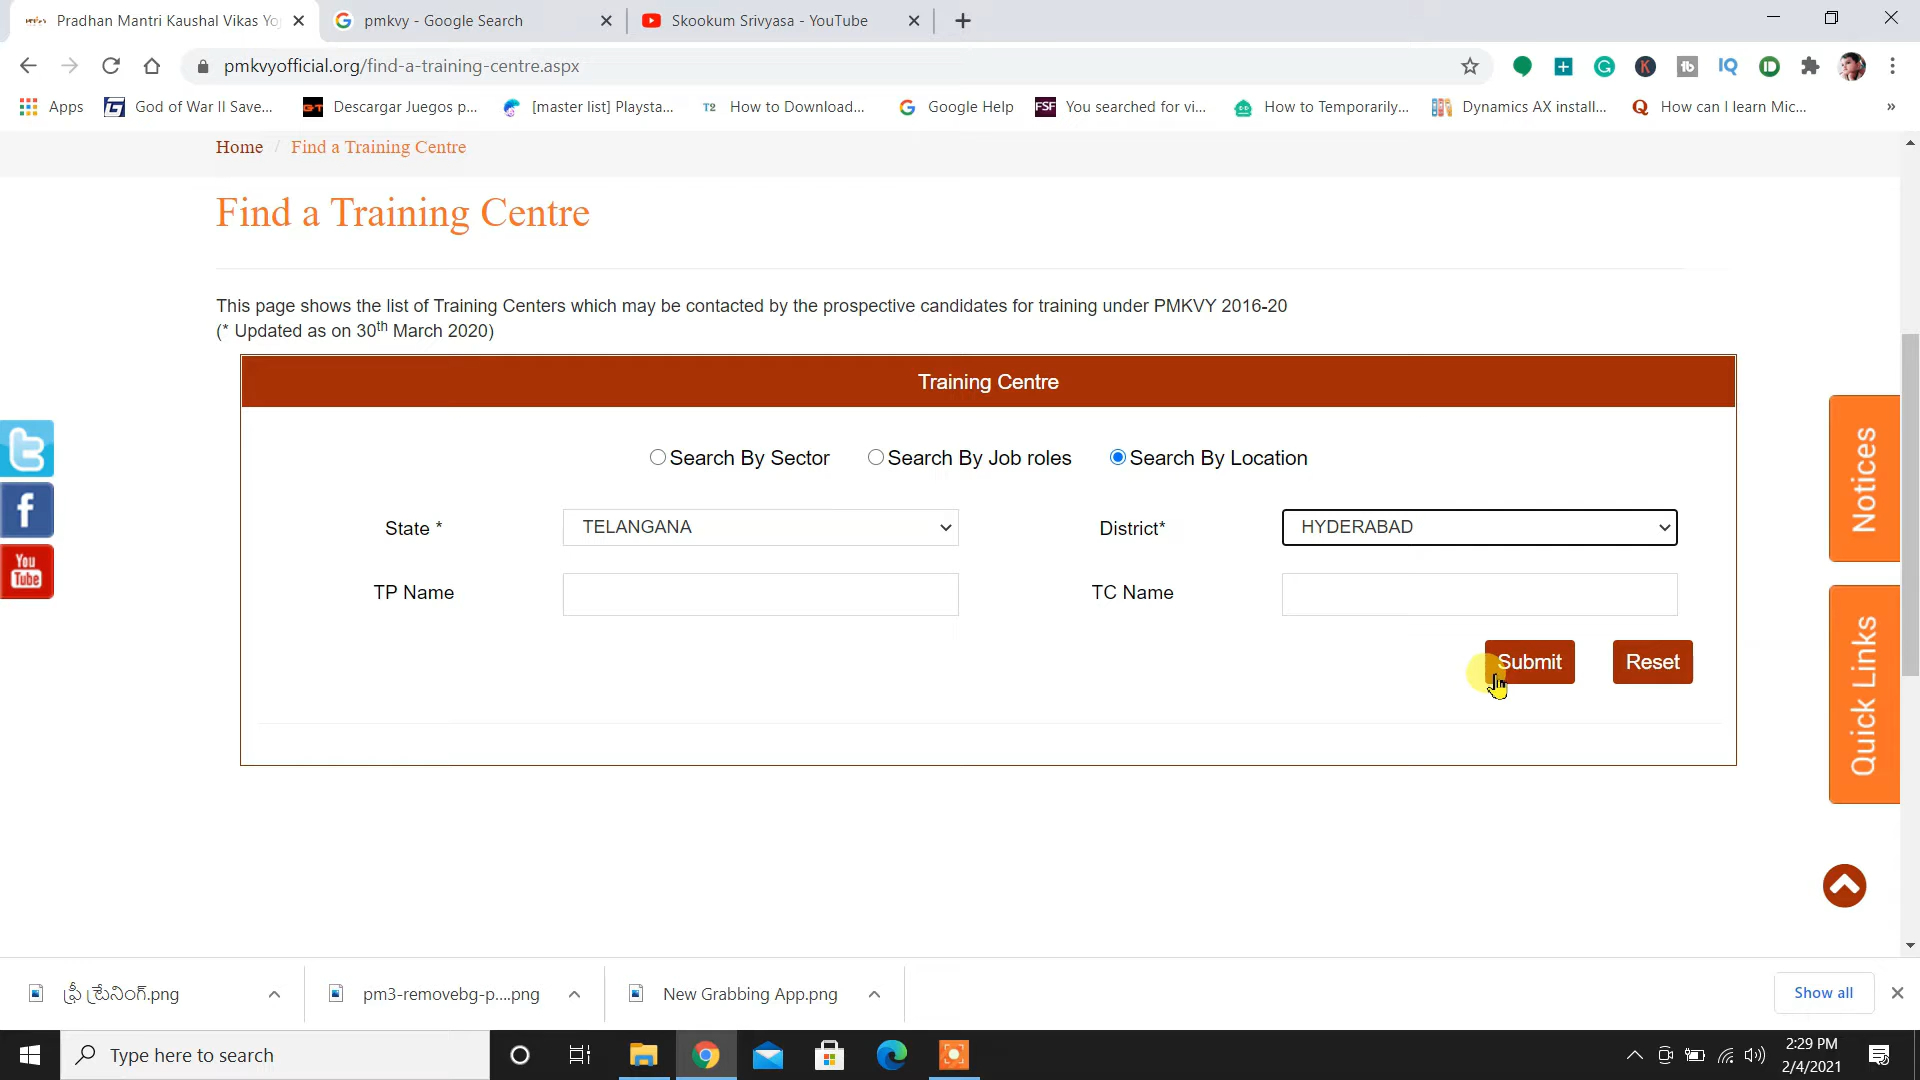 Pradhan Mantri Kaushal Vikas Yo
pmkvy - Google Search
Skookum Srivyasa - YouTube
pmkvyofficial.org/find-a-training-centre.aspx
Apps
God of War II Save...
Descargar Juegos p...
[master list] Playsta...
How to Download...
Google Help
You searched for vi...
How to Temporarily...
Dynamics AX install...
How can I learn Mic...
»
Home / Find a Training Centre
Find a Training Centre
This page shows the list of Training Centers which may be contacted by the prospective candidates for training under PMKVY 2016-20
(* Updated as on 30th March 2020)
Training Centre
Search By Sector
Search By Job roles
Search By Location
State *
TELANGANA
District*
HYDERABAD
TP Name
TC Name
Submit
Reset
You
Tube
Notices
Quick Links
ఫ్రీ ట్రైనింగ్.png
pm3-removebg-p....png
New Grabbing App.png
Show all
Type here to search
2:29 PM
2/4/2021